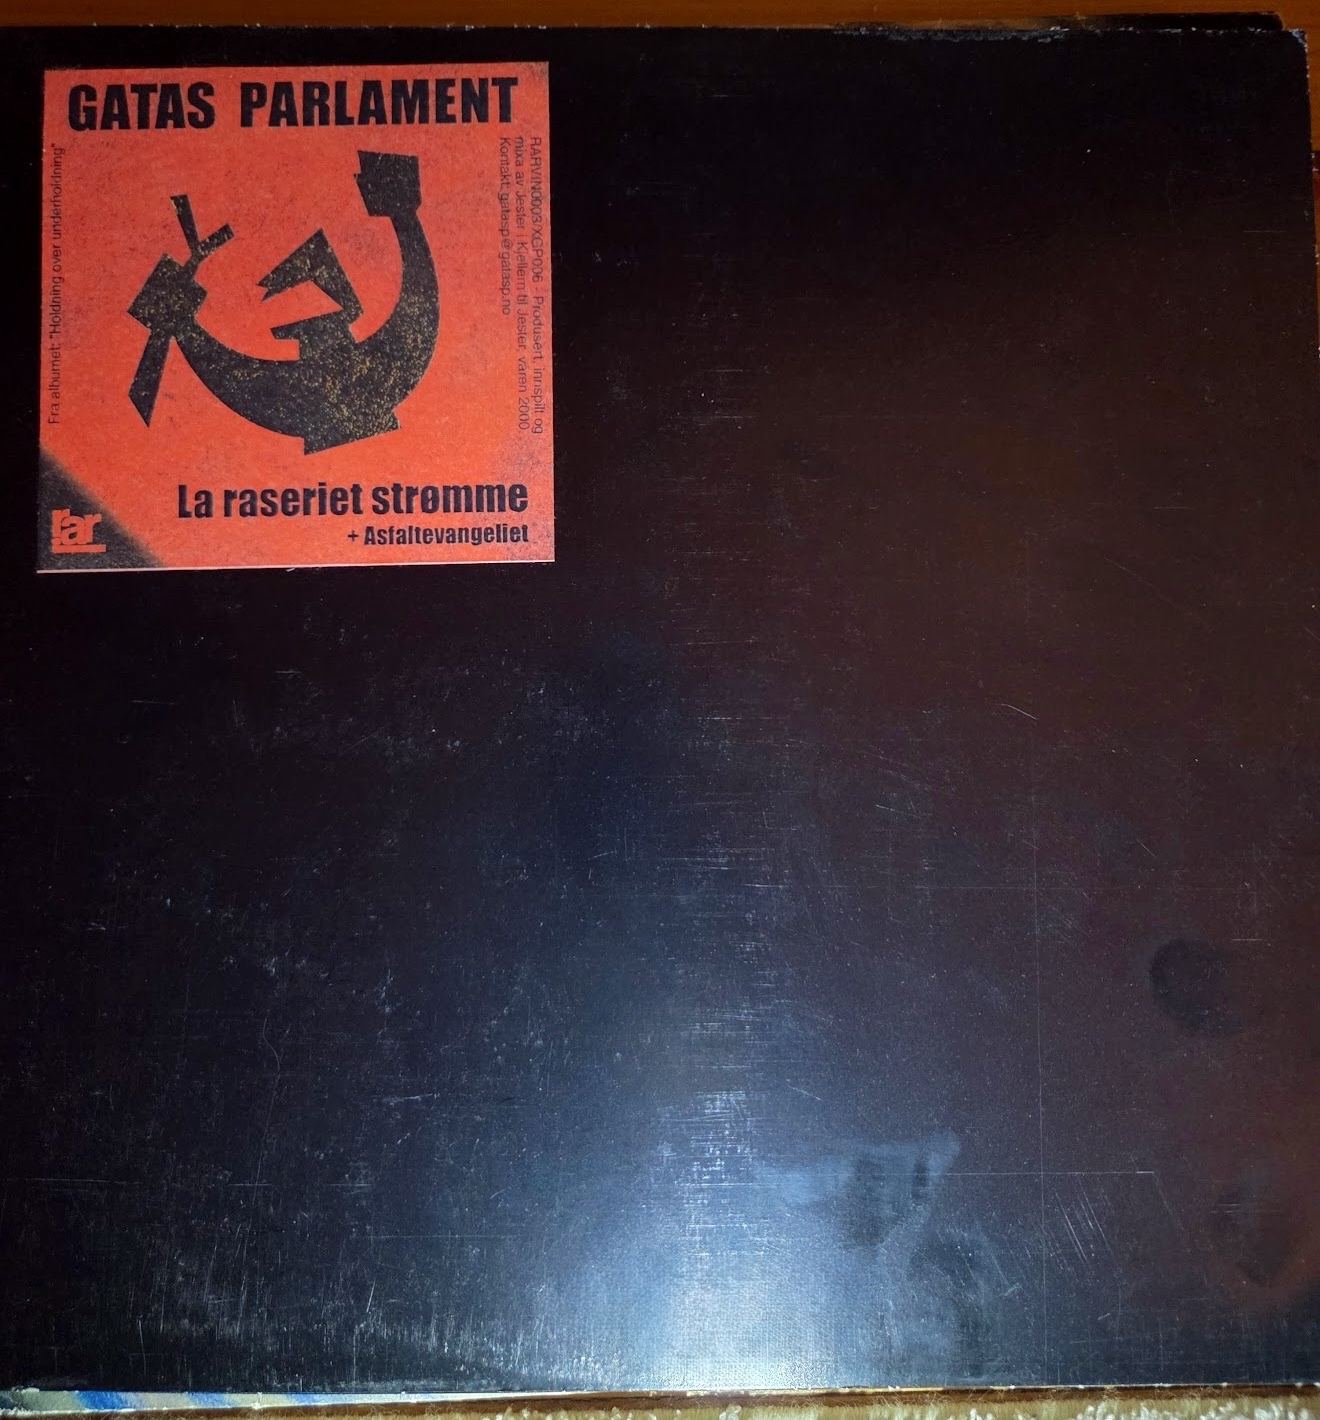 GATAS PARLAMENT
Fra albumet: "Holdning over underholdning"
RARVIN0003/XGP006 - Produsert, innspilt og
mixa av Jester i Kjellern til Jester, våren 2000.
Kontakt: gatasp@gatasp.no
La raseriet strømme
+ Asfaltevangeliet
rar